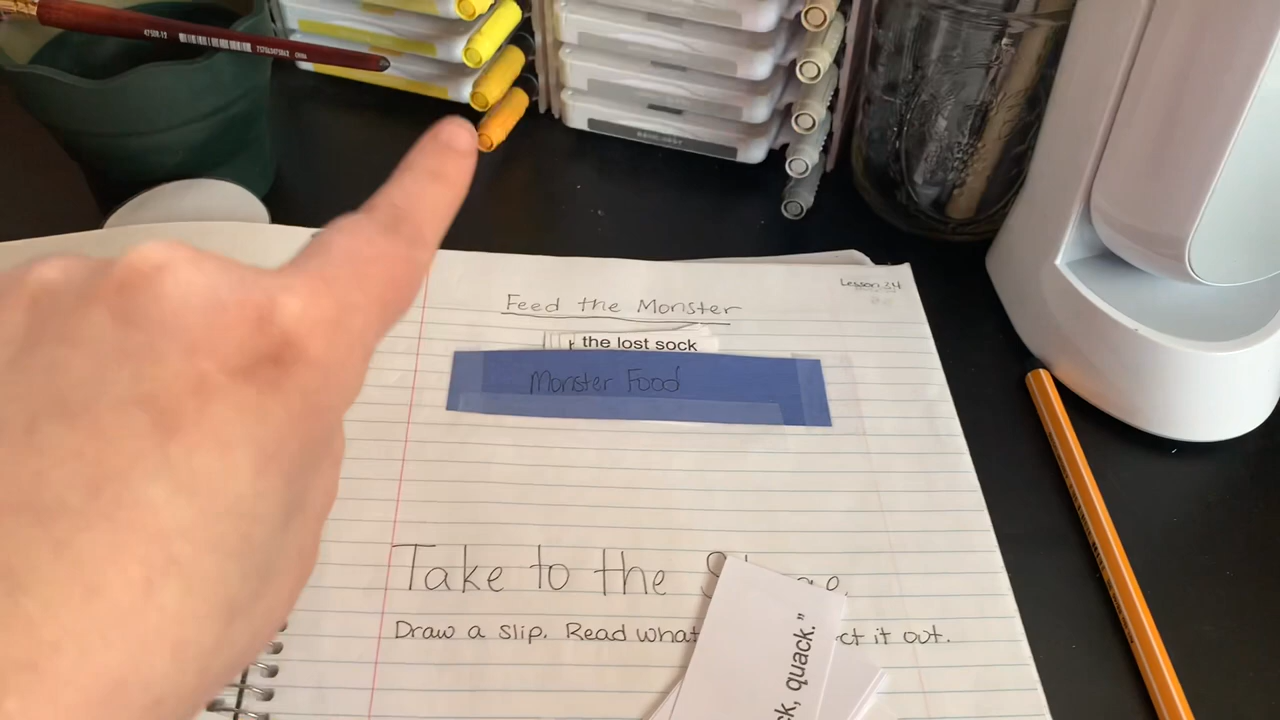 Lesson 34
Feed the Monster
the lost sock
Monster Food
Take to the
Draw a slip. Read what ct it out.
ck, quack."